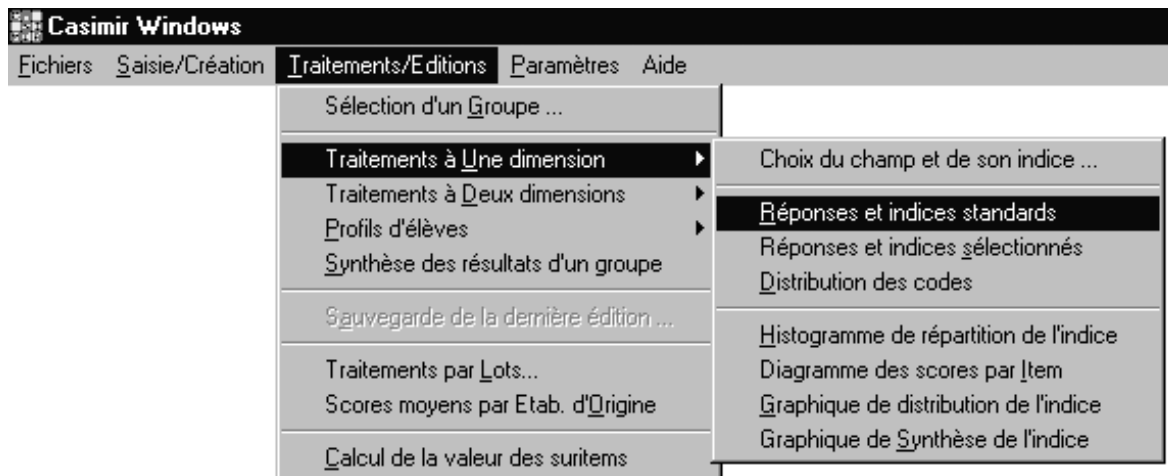 Casimir Windows
Fichiers Saisie/Création Traitements/Editions Paramètres Aide
Sélection d'un Groupe ...
Traitements à Une dimension
Traitements à Deux dimensions
Profils d'élèves
Synthèse des résultats d'un groupe
Sauvegarde de la dernière édition ...
Traitements par Lots...
Scores moyens par Etab. d'Origine
Calcul de la valeur des suritems
Choix du champ et de son indice ...
Réponses et indices standards
Réponses et indices sélectionnés
Distribution des codes
Histogramme de répartition de l'indice
Diagramme des scores par Item
Graphique de distribution de l'indice
Graphique de Synthèse de l'indice